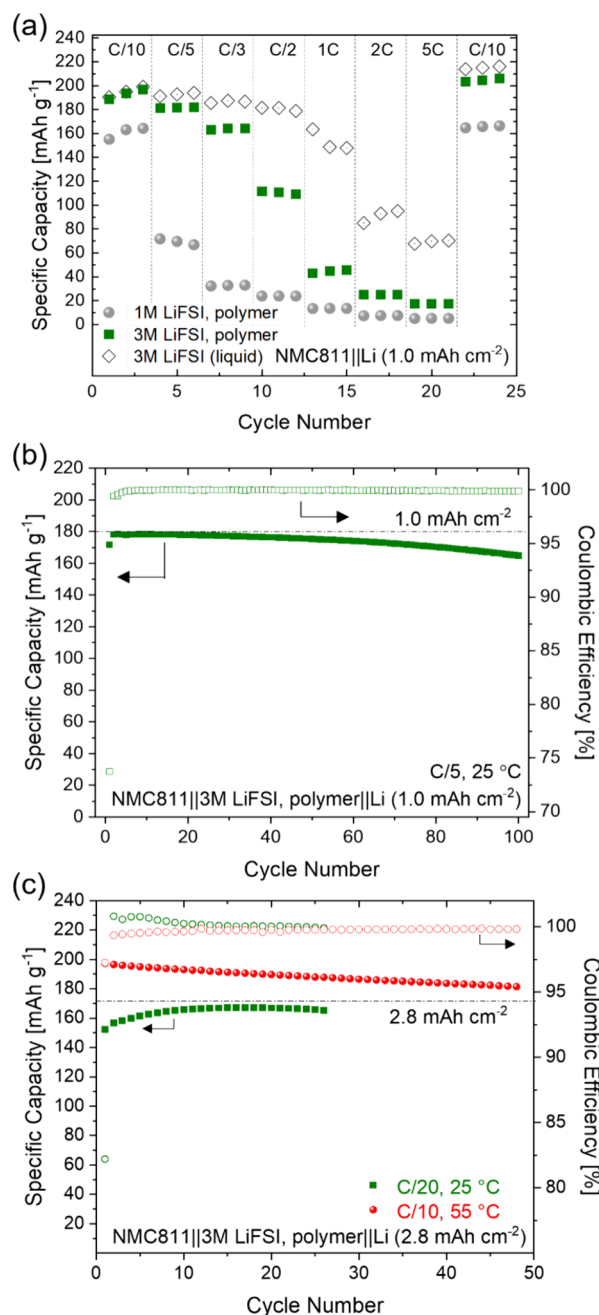 (a)
C/10 C/5 C/3 C/2 1C 2C 5C C/10
240
220
200
180
160
140
120
100
80
60
40
20
0
Specific Capacity [mAh g⁻¹]
1M LiFSI, polymer
3M LiFSI, polymer
3M LiFSI (liquid)
NMC811||Li (1.0 mAh cm⁻²)
0 5 10 15 20 25
Cycle Number
(b)
220
200
180
160
140
120
100
80
60
40
20
0
Specific Capacity [mAh g⁻¹]
1.0 mAh cm⁻²
C/5, 25 °C
NMC811||3M LiFSI, polymer||Li (1.0 mAh cm⁻²)
100
95
90
85
80
75
70
Coulombic Efficiency [%]
0 20 40 60 80 100
Cycle Number
(c)
240
220
200
180
160
140
120
100
80
60
40
20
Specific Capacity [mAh g⁻¹]
2.8 mAh cm⁻²
C/20, 25 °C
C/10, 55 °C
NMC811||3M LiFSI, polymer||Li (2.8 mAh cm⁻²)
100
95
90
85
80
Coulombic Efficiency [%]
0 10 20 30 40 50
Cycle Number